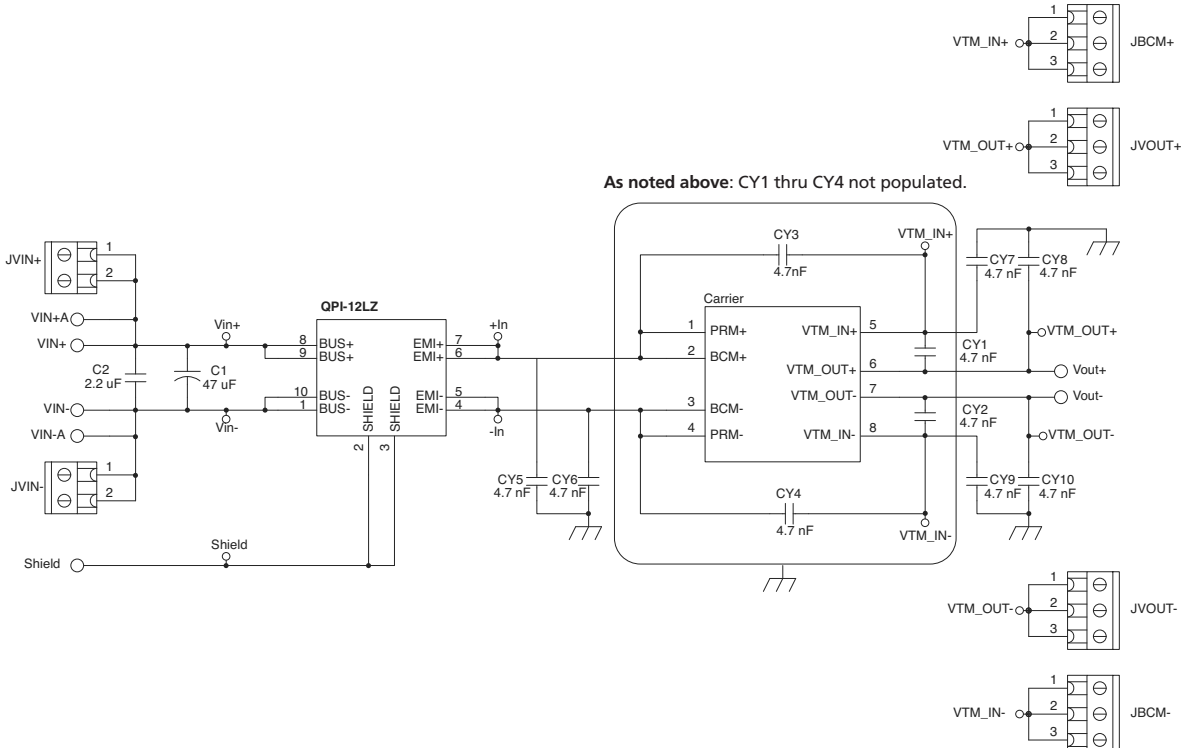 1
VTM_IN+ 2 JBCM+
3
1
VTM_OUT+ 2 JVOUT+
3
As noted above: CY1 thru CY4 not populated.
JVIN+ 1
2
VIN+A
VIN+
Vin+
C2
2.2 uF
C1
47 uF
VIN-
VIN-A
Vin-
JVIN- 1
2
Shield
Shield
QPI-12LZ
8 BUS+ EMI+ 7
9 BUS+ EMI+ 6
10 BUS- EMI- 5
1 BUS- EMI- 4
SHIELD
SHIELD
2
3
+In
-In
CY5
4.7 nF
CY6
4.7 nF
CY3
4.7nF
VTM_IN+
Carrier
1 PRM+ VTM_IN+ 5
2 BCM+ VTM_OUT+ 6
VTM_OUT- 7
3 BCM-
4 PRM- VTM_IN- 8
CY1
4.7 nF
CY2
4.7 nF
CY4
4.7 nF
VTM_IN-
CY7
4.7 nF
CY8
4.7 nF
VTM_OUT+
Vout+
Vout-
VTM_OUT-
CY9
4.7 nF
CY10
4.7 nF
1
VTM_OUT- 2 JVOUT-
3
1
VTM_IN- 2 JBCM-
3